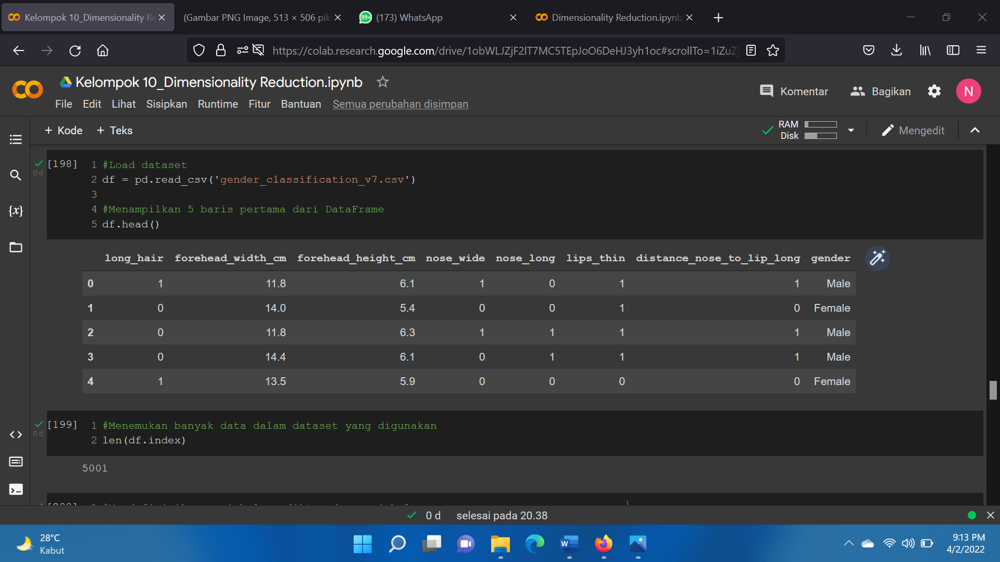 Kelompok 10_Dimensionality Re
(Gambar PNG Image, 513 × 506 pik
99+ (173) WhatsApp
Dimensionality Reduction.ipynb
https://colab.research.google.com/drive/1obWLJZjF2lT7MC5TEpJoO6DeHJ3yh1oc#scrollTo=1iZuZj
Kelompok 10_Dimensionality Reduction.ipynb
Komentar Bagikan N
File Edit Lihat Sisipkan Runtime Fitur Bantuan Semua perubahan disimpan
+ Kode + Teks
RAM
Disk
Mengedit
[198]
0 d
1 #Load dataset
2 df = pd.read_csv('gender_classification_v7.csv')
3
4 #Menampilkan 5 baris pertama dari DataFrame
5 df.head()
{x}
long_hair forehead_width_cm forehead_height_cm nose_wide nose_long lips_thin distance_nose_to_lip_long gender
0 1 11.8 6.1 1 0 1 1 Male
1 0 14.0 5.4 0 0 1 0 Female
2 0 11.8 6.3 1 1 1 1 Male
3 0 14.4 6.1 0 1 1 1 Male
4 1 13.5 5.9 0 0 0 0 Female
[199]
0 d
1 #Menemukan banyak data dalam dataset yang digunakan
2 len(df.index)
5001
0 d selesai pada 20.38
28°C
Kabut
W
9:13 PM
4/2/2022